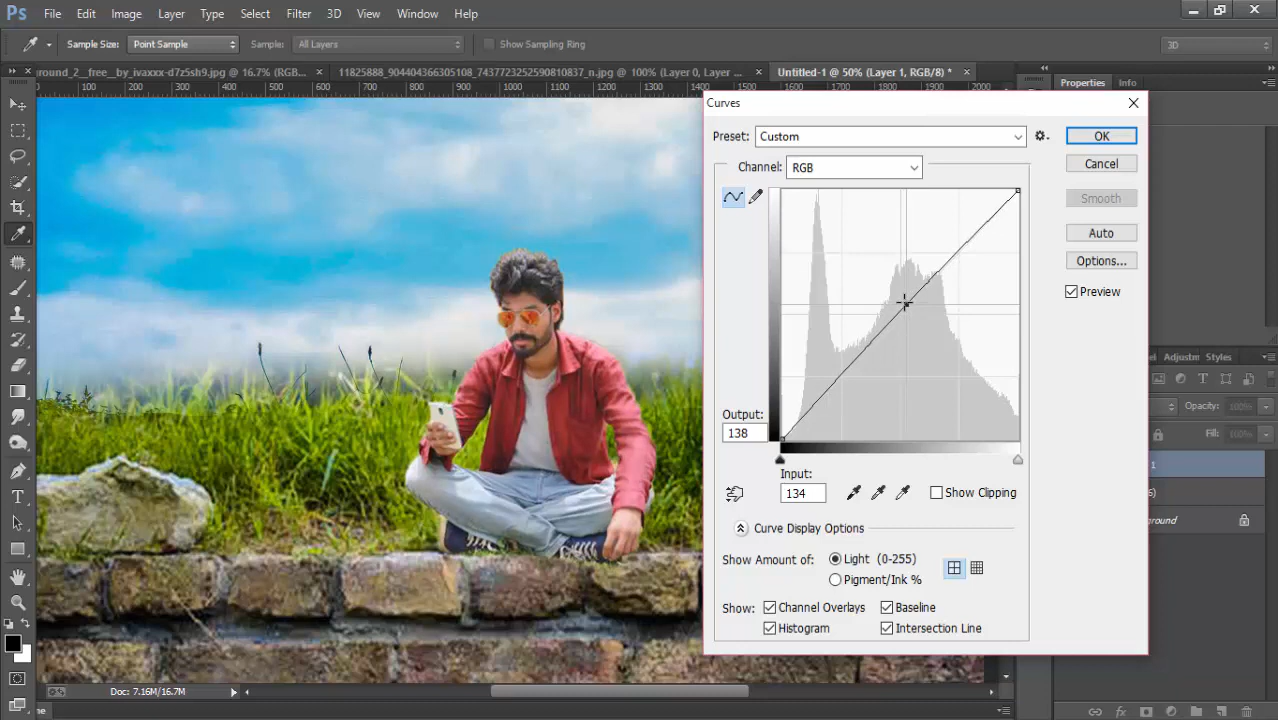 Ps File Edit Image Layer Type Select Filter 3D View Window Help
Sample Size: Point Sample Sample: All Layers Show Sampling Ring 3D
round_2__free__by_ivaxxx-d7z5sh9.jpg @ 16.7% (RGB... × 11825888_904404366305108_7437723252590810837_n.jpg @ 100% (Layer 0, Layer ... × Untitled-1 @ 50% (Layer 1, RGB/8) * × Properties Info
100 200 300 400 500 600 700 800 900 1000 1100 1200 1300 1400 1500 1600 1700 1800 1900 2000
Curves
Preset: Custom OK
Channel: RGB Cancel
Smooth
Auto
Options...
Preview
Adjustm Styles
Output: Opacity: 100%
138 Fill: 100%
1
Input:
134 Show Clipping
Curve Display Options
Show Amount of: Light (0-255)
Pigment/Ink %
Show: Channel Overlays Baseline
Histogram Intersection Line
Doc: 7.16M/16.7M